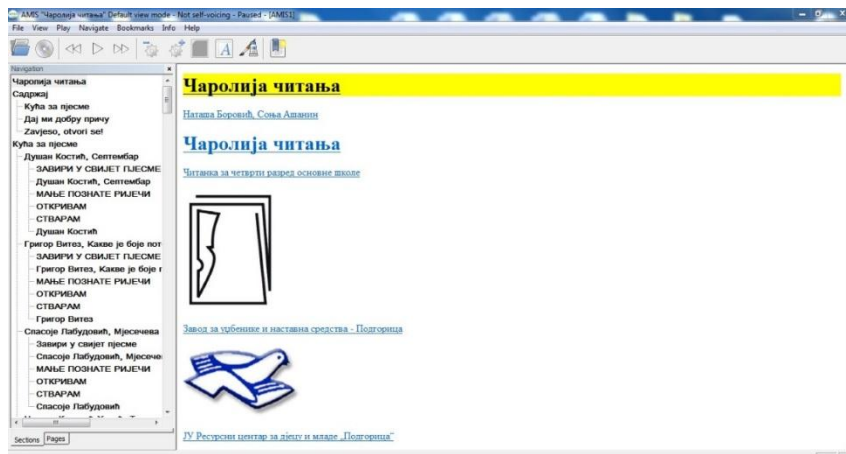 AMIS "Чаролија читања" Default view mode - Not self-voicing - Paused - [AMIS1]
File View Play Navigate Bookmarks Info Help
Navigation
Чаролија читања
Садржај
Кућа за пјесме
Дај ми добру причу
Zavjeso, otvori se!
Кућа за пјесме
Душан Костић, Септембар
ЗАВИРИ У СВИЈЕТ ПЈЕСМЕ
Душан Костић, Септембар
МАЊЕ ПОЗНАТЕ РИЈЕЧИ
ОТКРИВАМ
СТВАРАМ
Душан Костић
Григор Витез, Какве је боје пот
ЗАВИРИ У СВИЈЕТ ПЈЕСМЕ
Григор Витез, Какве је боје г
МАЊЕ ПОЗНАТЕ РИЈЕЧИ
ОТКРИВАМ
СТВАРАМ
Григор Витез
Спасоје Лабудовић, Мјесечева
Завири у свијет пјесме
Спасоје Лабудовић, Мјесече
МАЊЕ ПОЗНАТЕ РИЈЕЧИ
ОТКРИВАМ
СТВАРАМ
Спасоје Лабудовић
Sections Pages
Чаролија читања
Наташа Боровић, Соња Ашанин
Чаролија читања
Читанка за четврти разред основне школе
Завод за уџбенике и наставна средства - Подгорица
ЈУ Ресурсни центар за дјецу и младе „Подгорица“